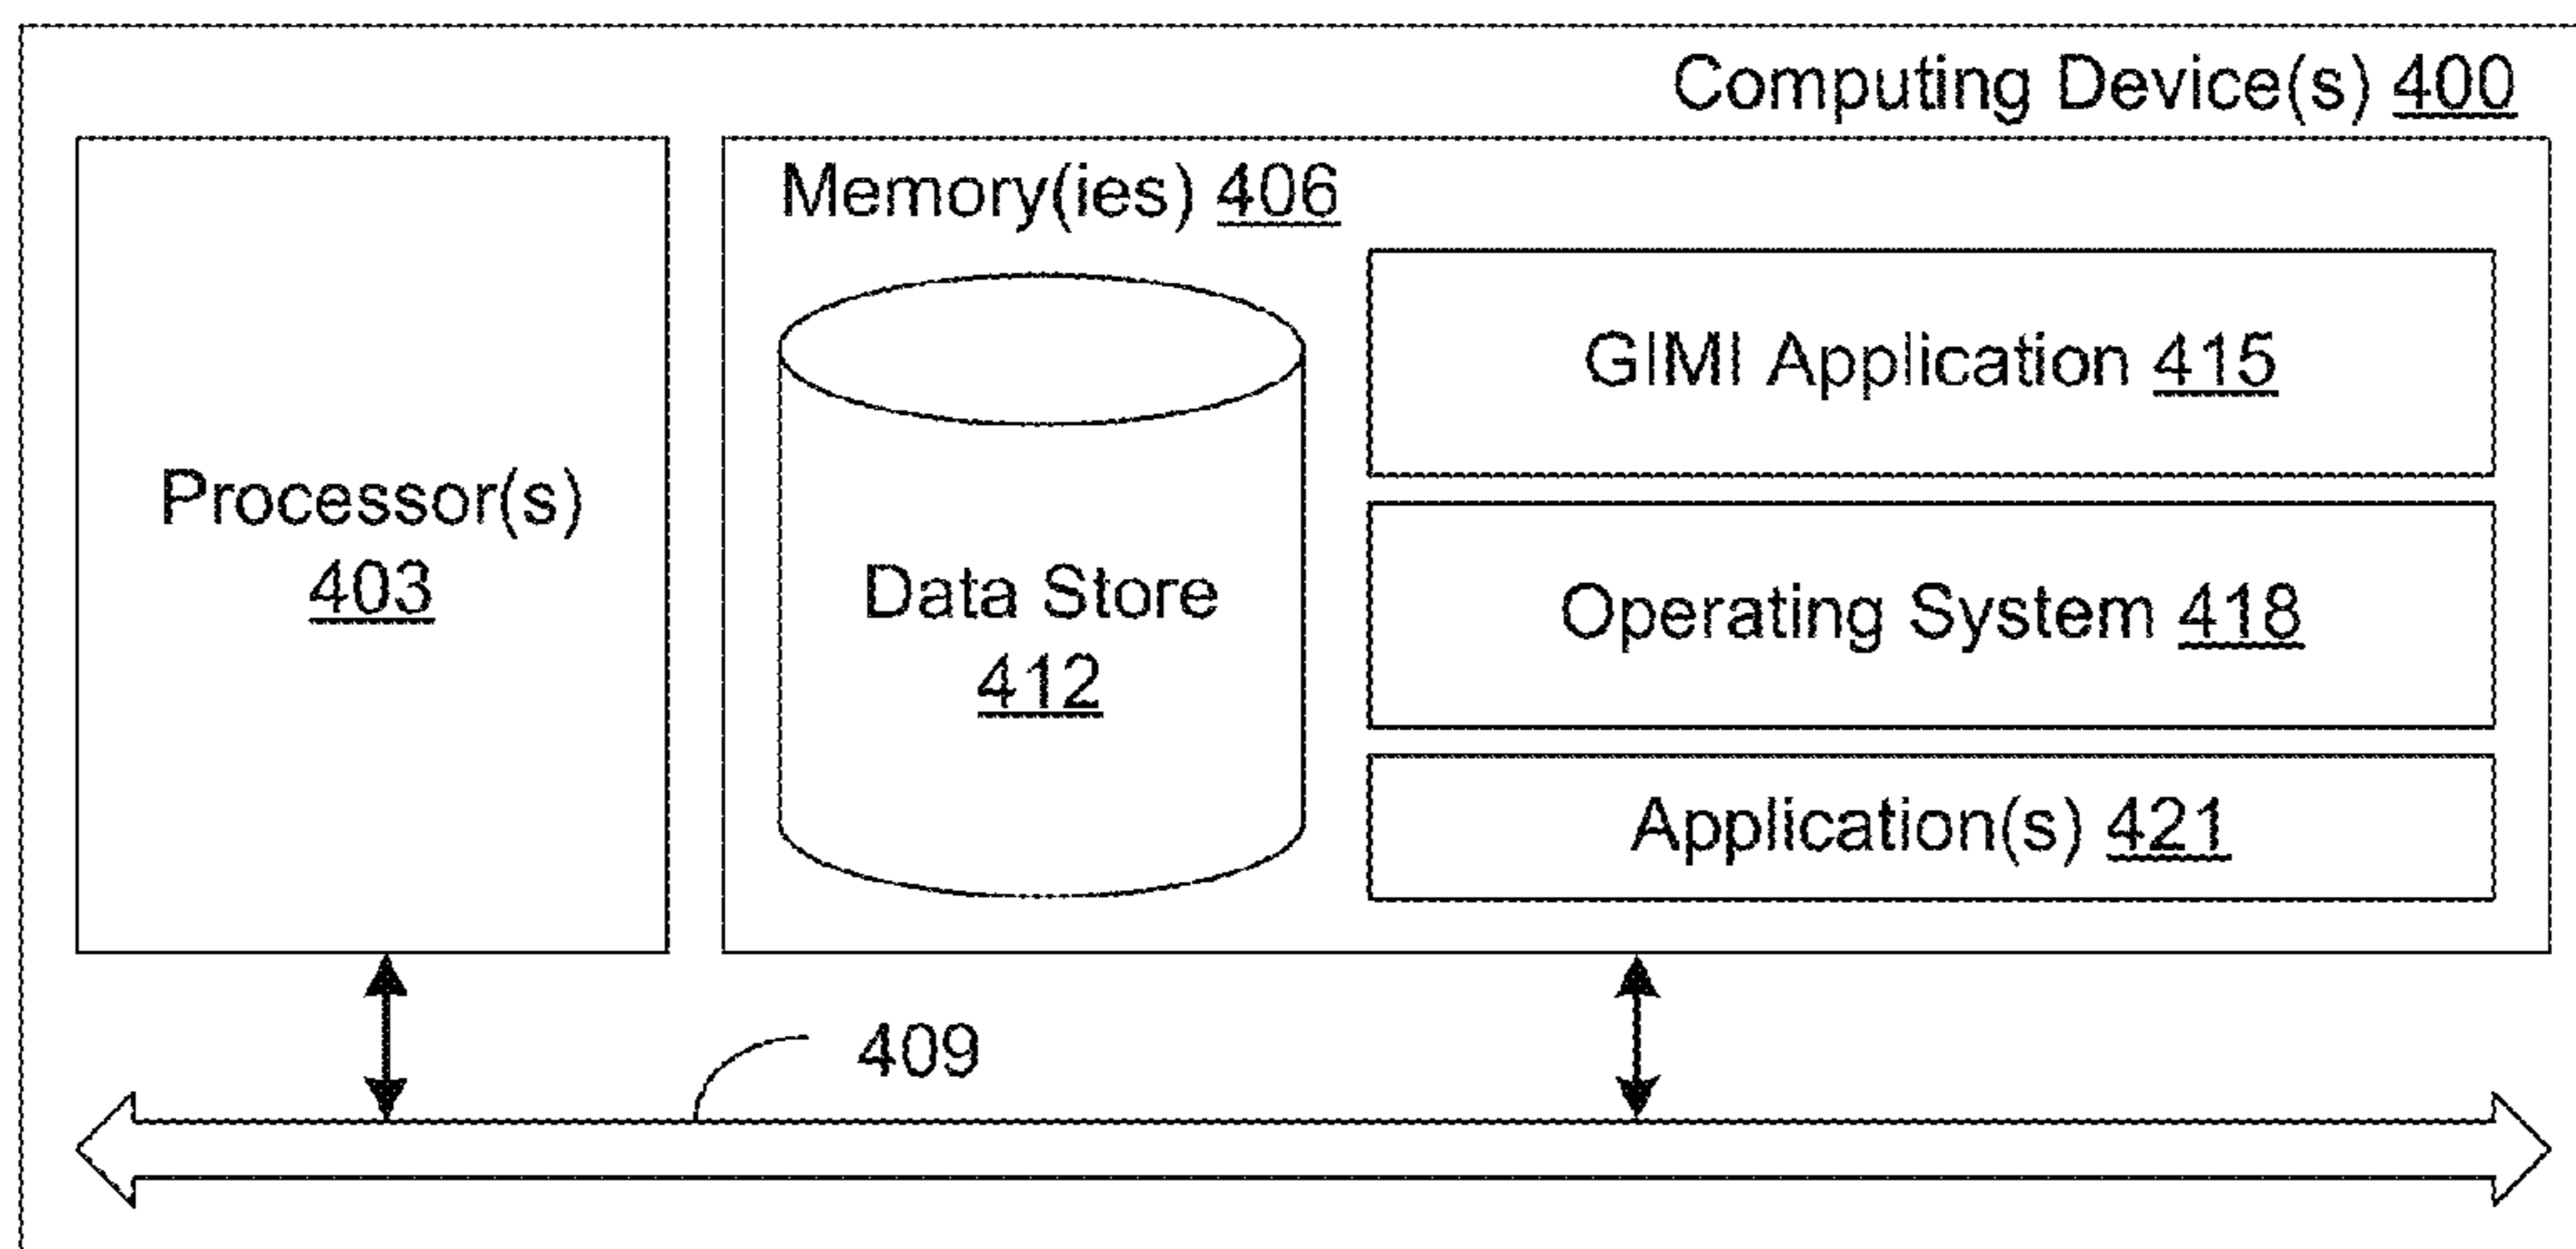 Computing Device(s) 400
Memory(ies) 406
Processor(s)
403
Data Store
412
GIMI Application 415
Operating System 418
Application(s) 421
409